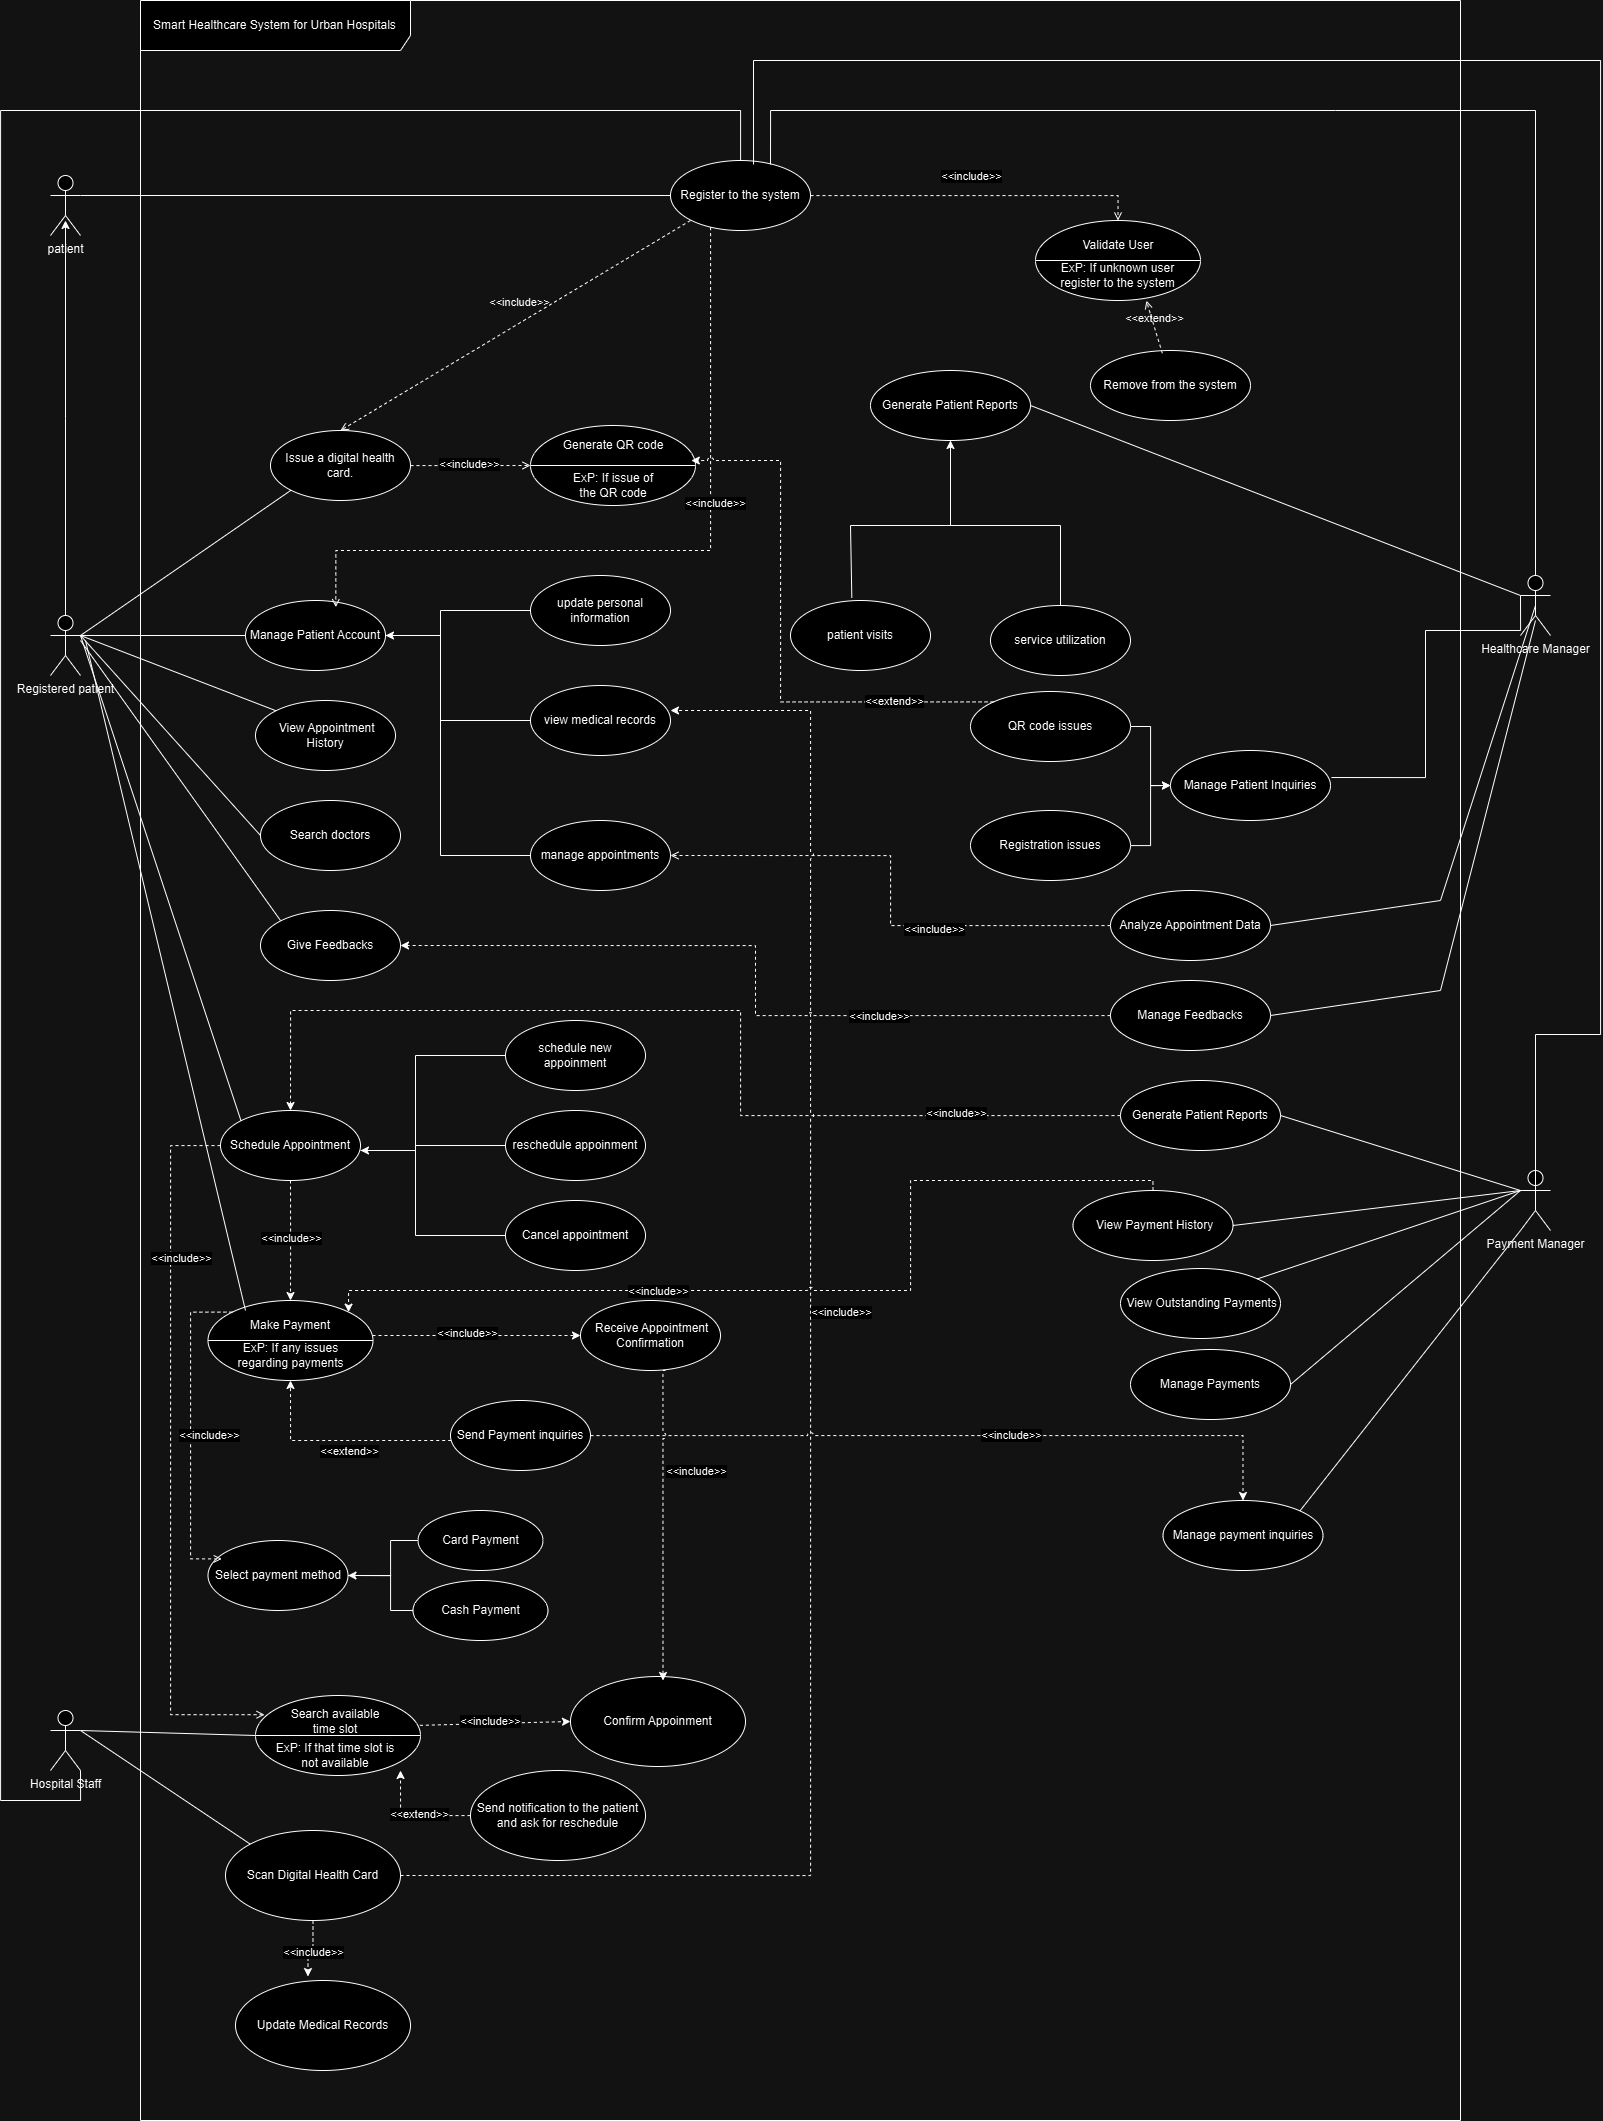 Smart Healthcare System for Urban Hospitals
<<include>>
Register to the system
patient
Validate User
ExP: If unknown user
register to the system
<<include>>
<<extend>>
Remove from the system
Generate Patient Reports
Issue a digital health
card.
<<include>>
Generate QR code
ExP: If issue of
the QR code
<<include>>
update personal
information
Manage Patient Account
patient visits
service utilization
Healthcare Manager
Registered patient
<<extend>>
View Appointment
History
view medical records
QR code issues
Manage Patient Inquiries
Search doctors
manage appointments
Registration issues
<<include>>
Analyze Appointment Data
Give Feedbacks
<<include>>
Manage Feedbacks
schedule new
appoinment
<<include>>
Generate Patient Reports
Schedule Appointment
reschedule appoinment
View Payment History
<<include>>
<<include>>
Cancel appointment
Payment Manager
<<include>>
View Outstanding Payments
<<include>>
Make Payment
ExP: If any issues
regarding payments
<<include>>
Receive Appointment
Confirmation
Manage Payments
<<include>>
<<extend>>
Send Payment inquiries
<<include>>
<<include>>
Card Payment
Manage payment inquiries
Select payment method
Cash Payment
Search available
time slot
ExP: If that time slot is
not available
<<include>>
Confirm Appoinment
Hospital Staff
<<extend>>
Send notification to the patient
and ask for reschedule
Scan Digital Health Card
<<include>>
Update Medical Records